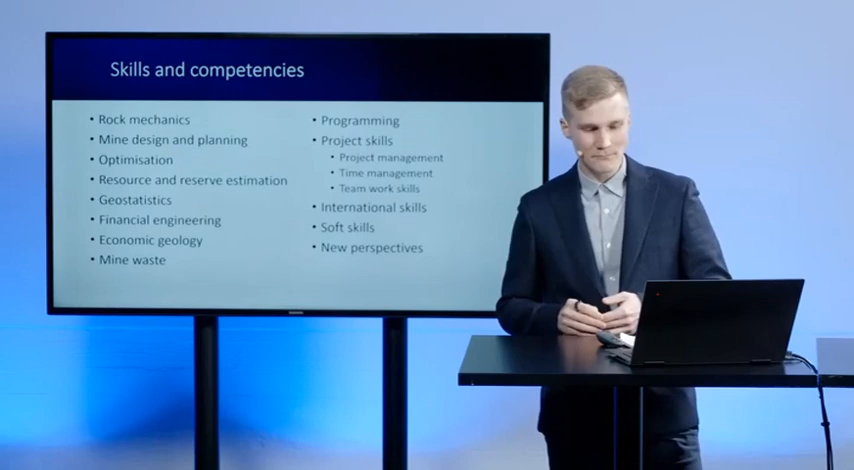 Skills and competencies
• Rock mechanics
• Mine design and planning
• Optimisation
• Resource and reserve estimation
• Geostatistics
• Financial engineering
• Economic geology
• Mine waste
• Programming
• Project skills
• Project management
• Time management
• Team work skills
• International skills
• Soft skills
• New perspectives